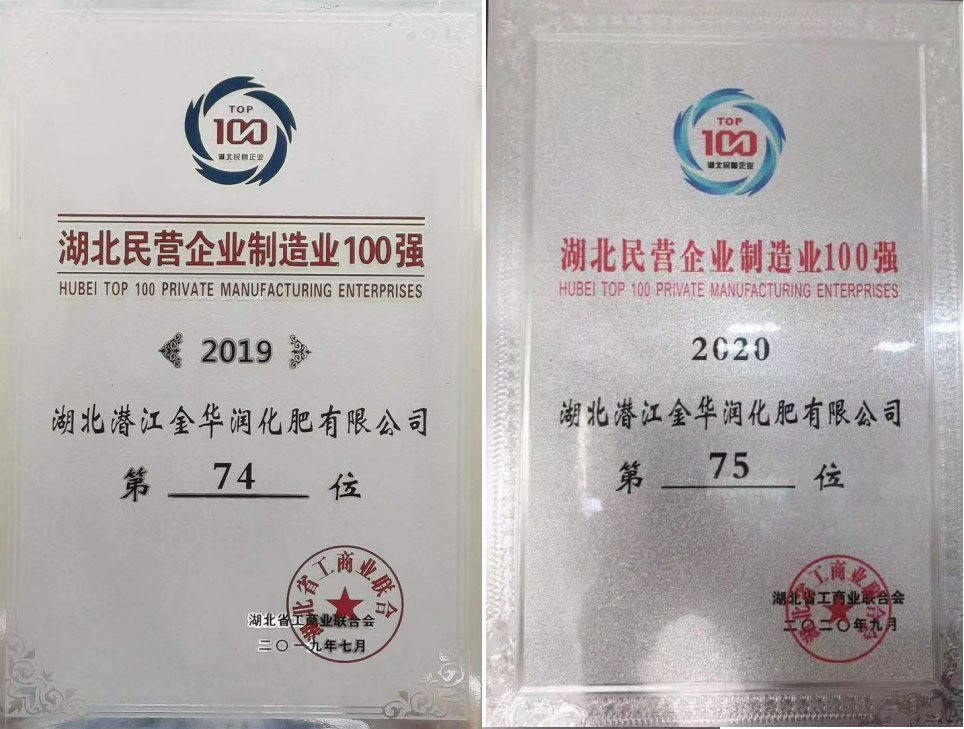 TOP
100
湖北民营企业
湖北民营企业制造业100强
HUBEI TOP 100 PRIVATE MANUFACTURING ENTERPRISES
2019
湖北潜江金华润化肥有限公司
第 74 位
湖北省工商业联合
湖北省工商业联合会
二〇一九年七月
TOP
100
湖北民营企业
湖北民营企业制造业100强
HUBEI TOP 100 PRIVATE MANUFACTURING ENTERPRISES
2020
湖北潜江金华润化肥有限公司
第 75 位
湖北省工商业联合
湖北省工商业联合会
二〇二〇年九月